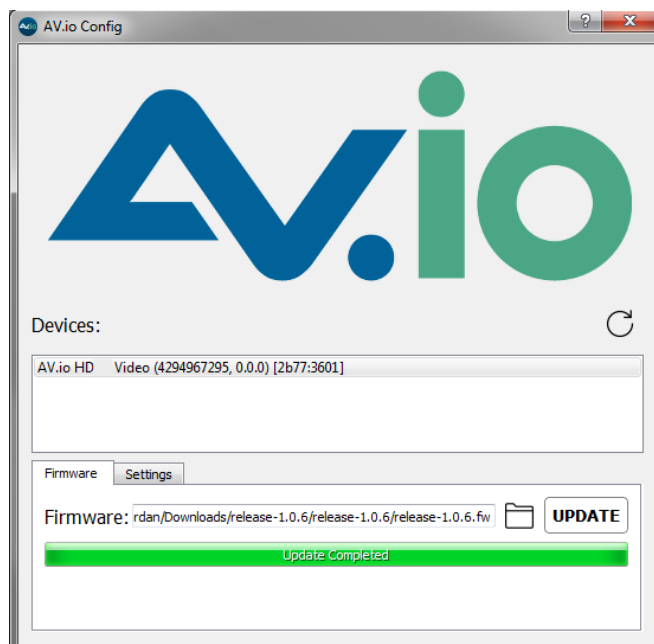 AV.io Config
AV.io
Devices:
AV.io HD Video (4294967295, 0.0.0) [2b77:3601]
Firmware Settings
Firmware: rdan/Downloads/release-1.0.6/release-1.0.6/release-1.0.6.fw UPDATE
Update Completed